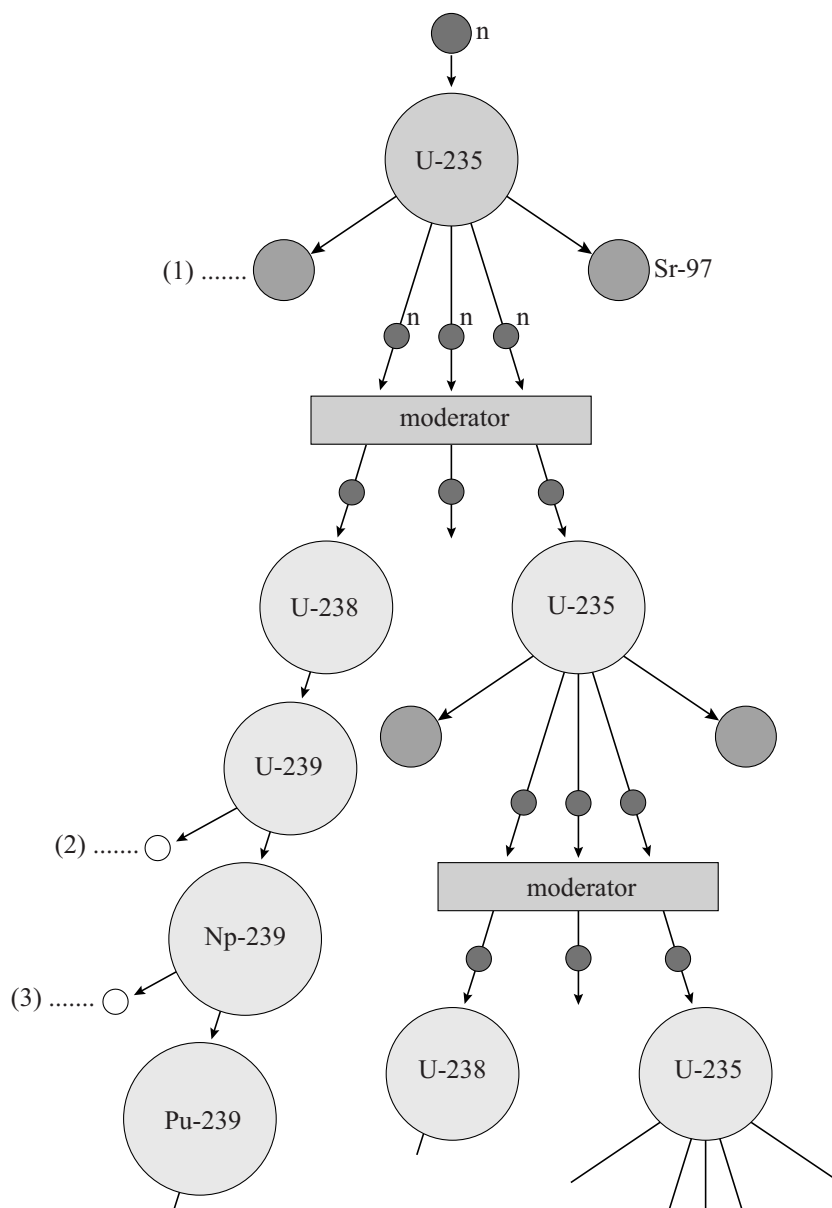 n
U-235
(1) .......
Sr-97
n n n
moderator
U-238 U-235
U-239
(2) .......
moderator
Np-239
(3) .......
U-238 U-235
Pu-239